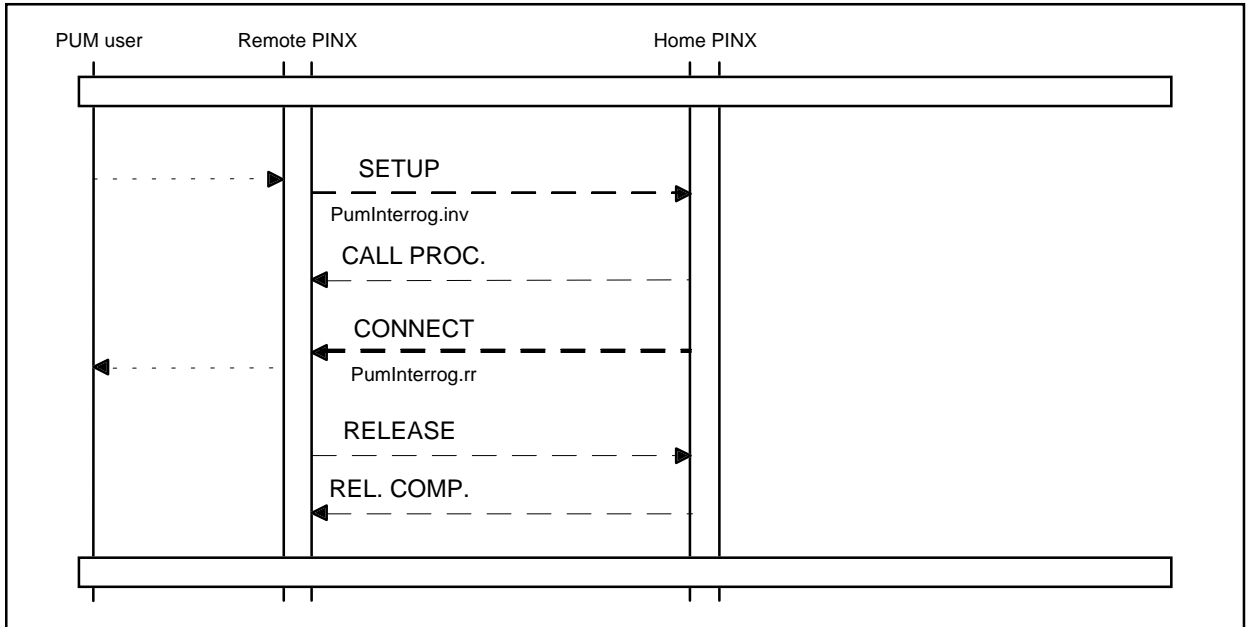 PUM user Remote PINX Home PINX
SETUP
PumInterrog.inv
CALL PROC.
CONNECT
PumInterrog.rr
RELEASE
REL. COMP.